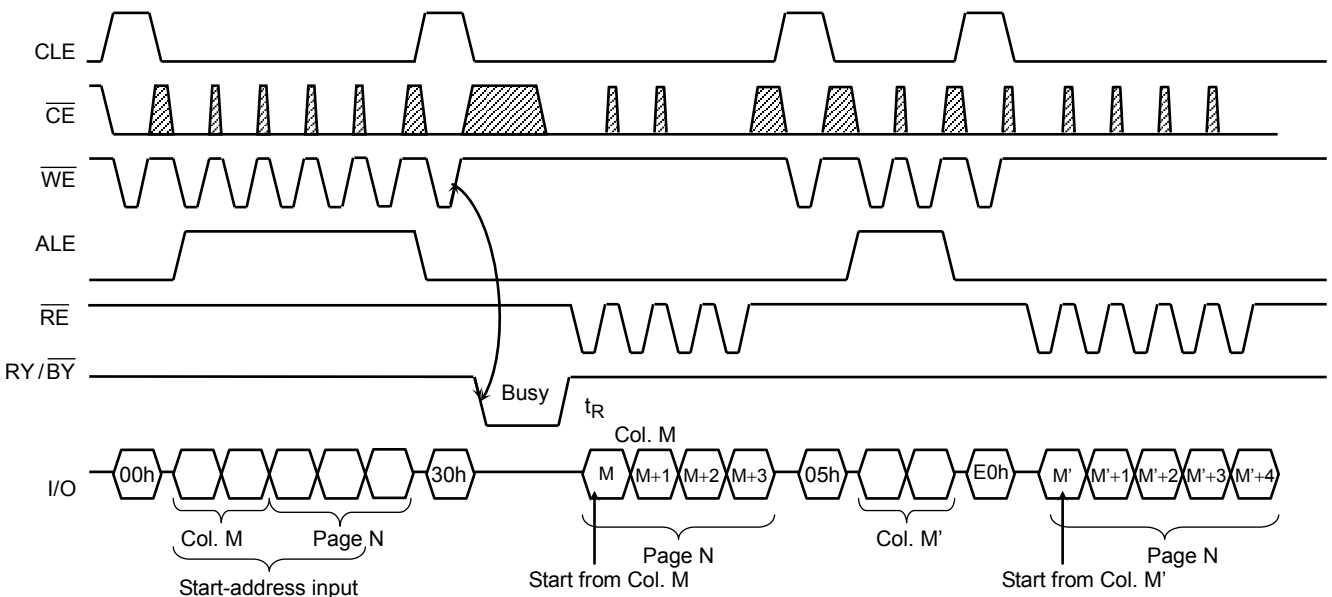 CLE
CE
WE
ALE
RE
RY/BY
Busy
tR
Col. M
I/O
00h
30h
M
M+1
M+2
M+3
05h
E0h
M'
M'+1
M'+2
M'+3
M'+4
Col. M
Page N
Start-address input
Page N
Start from Col. M
Col. M'
Page N
Start from Col. M'